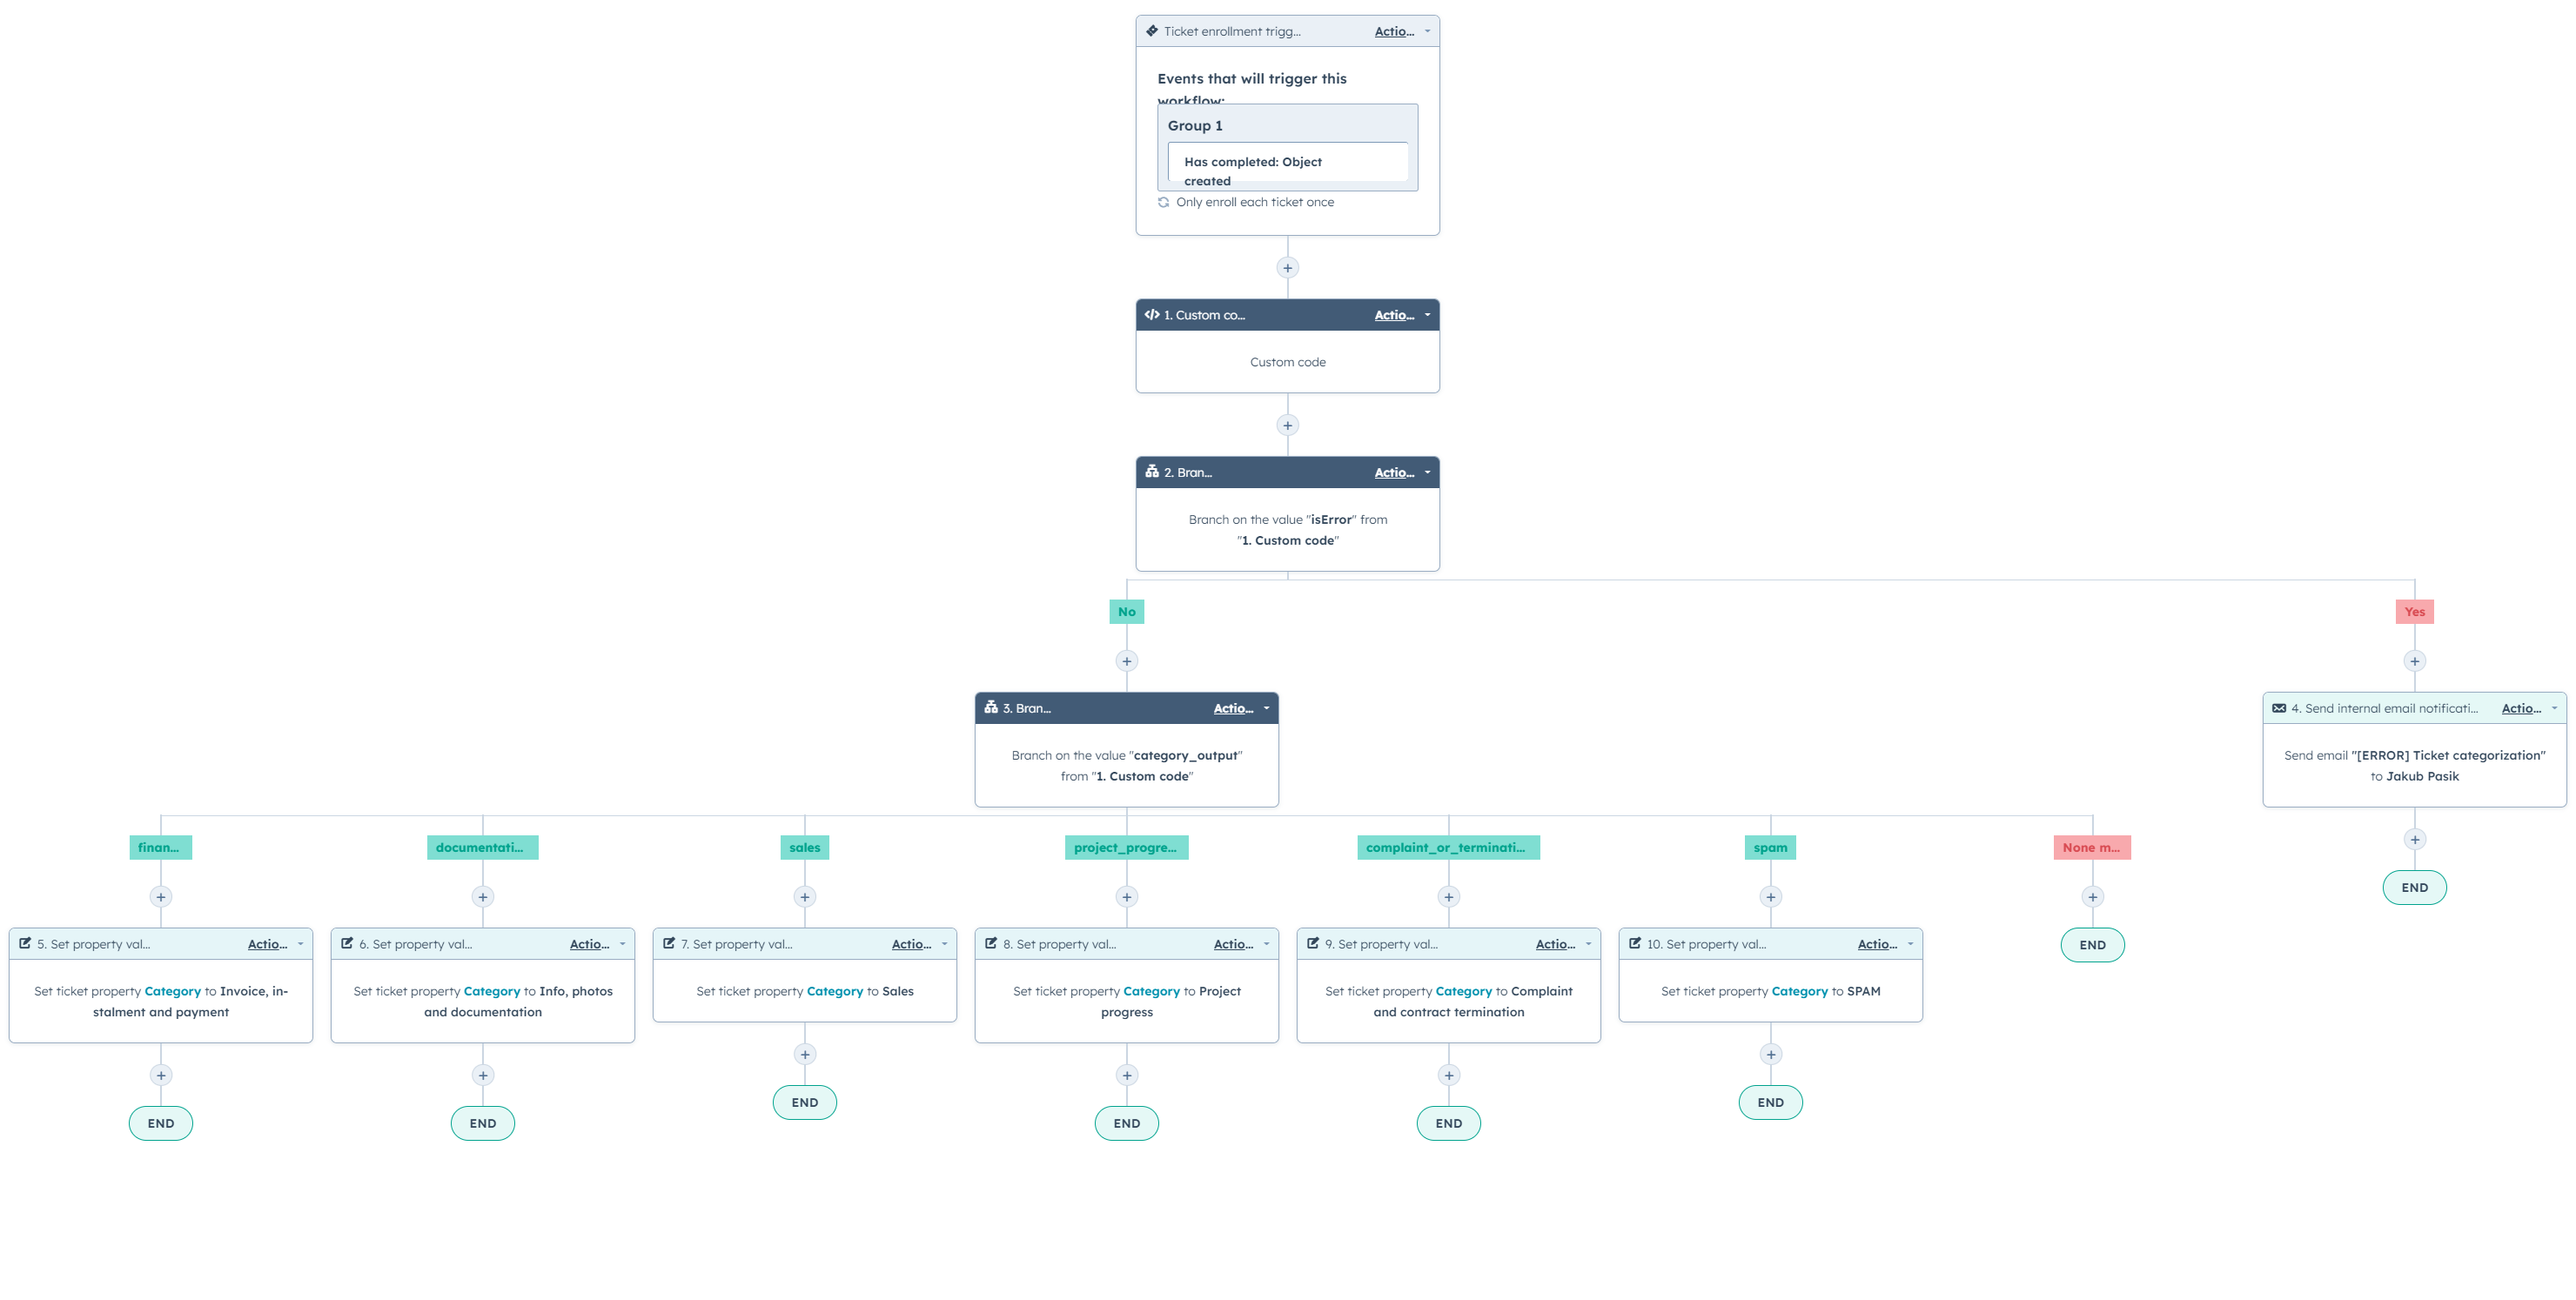 Ticket enrollment trigg... Actio...
Events that will trigger this
workflow:
Group 1
Has completed: Object
created
Only enroll each ticket once
+
1. Custom co... Actio...
Custom code
+
2. Bran... Actio...
Branch on the value "isError" from
"1. Custom code"
No
Yes
+
+
3. Bran... Actio...
Branch on the value "category_output"
from "1. Custom code"
4. Send internal email notificati... Actio...
Send email "[ERROR] Ticket categorization"
to Jakub Pasik
+
END
finan...
documentati...
sales
project_progre...
complaint_or_terminati...
spam
None m...
+
+
+
+
+
+
+
5. Set property val... Actio...
Set ticket property Category to Invoice, in-
stalment and payment
+
END
6. Set property val... Actio...
Set ticket property Category to Info, photos
and documentation
+
END
7. Set property val... Actio...
Set ticket property Category to Sales
+
END
8. Set property val... Actio...
Set ticket property Category to Project
progress
+
END
9. Set property val... Actio...
Set ticket property Category to Complaint
and contract termination
+
END
10. Set property val... Actio...
Set ticket property Category to SPAM
+
END
END